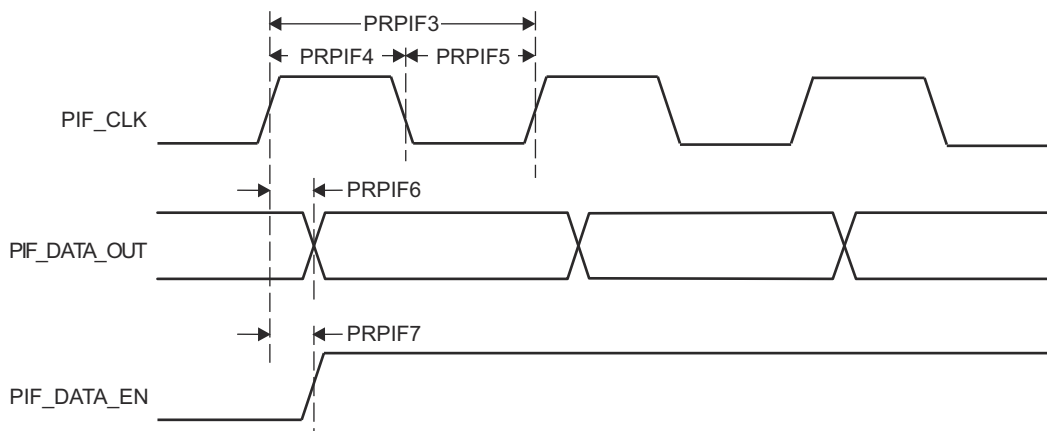 PRPIF3
PRPIF4 PRPIF5
PIF_CLK
PRPIF6
PIF_DATA_OUT
PRPIF7
PIF_DATA_EN